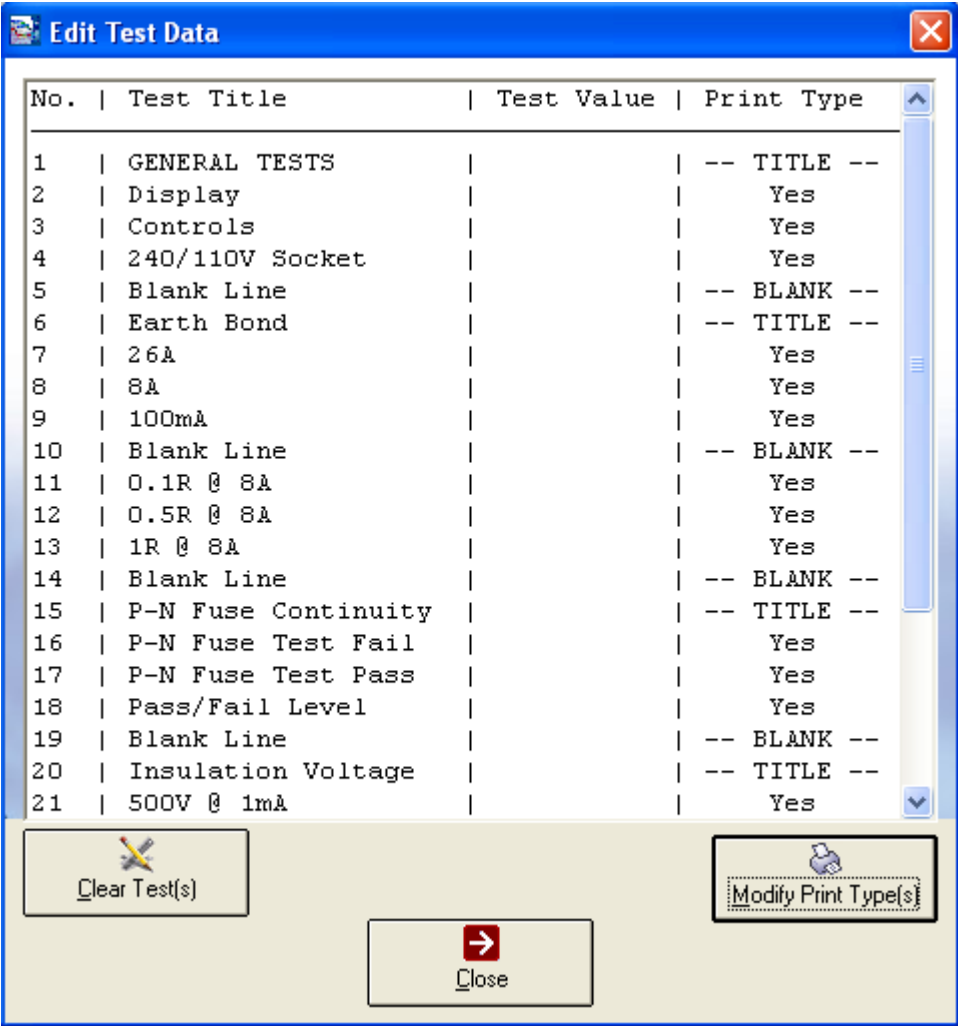 Edit Test Data
No. | Test Title | Test Value | Print Type
1 | GENERAL TESTS | | -- TITLE --
2 | Display | | Yes
3 | Controls | | Yes
4 | 240/110V Socket | | Yes
5 | Blank Line | | -- BLANK --
6 | Earth Bond | | -- TITLE --
7 | 26A | | Yes
8 | 8A | | Yes
9 | 100mA | | Yes
10 | Blank Line | | -- BLANK --
11 | 0.1R @ 8A | | Yes
12 | 0.5R @ 8A | | Yes
13 | 1R @ 8A | | Yes
14 | Blank Line | | -- BLANK --
15 | P-N Fuse Continuity | | -- TITLE --
16 | P-N Fuse Test Fail | | Yes
17 | P-N Fuse Test Pass | | Yes
18 | Pass/Fail Level | | Yes
19 | Blank Line | | -- BLANK --
20 | Insulation Voltage | | -- TITLE --
21 | 500V @ 1mA | | Yes
Clear Test(s)
Modify Print Type(s)
Close